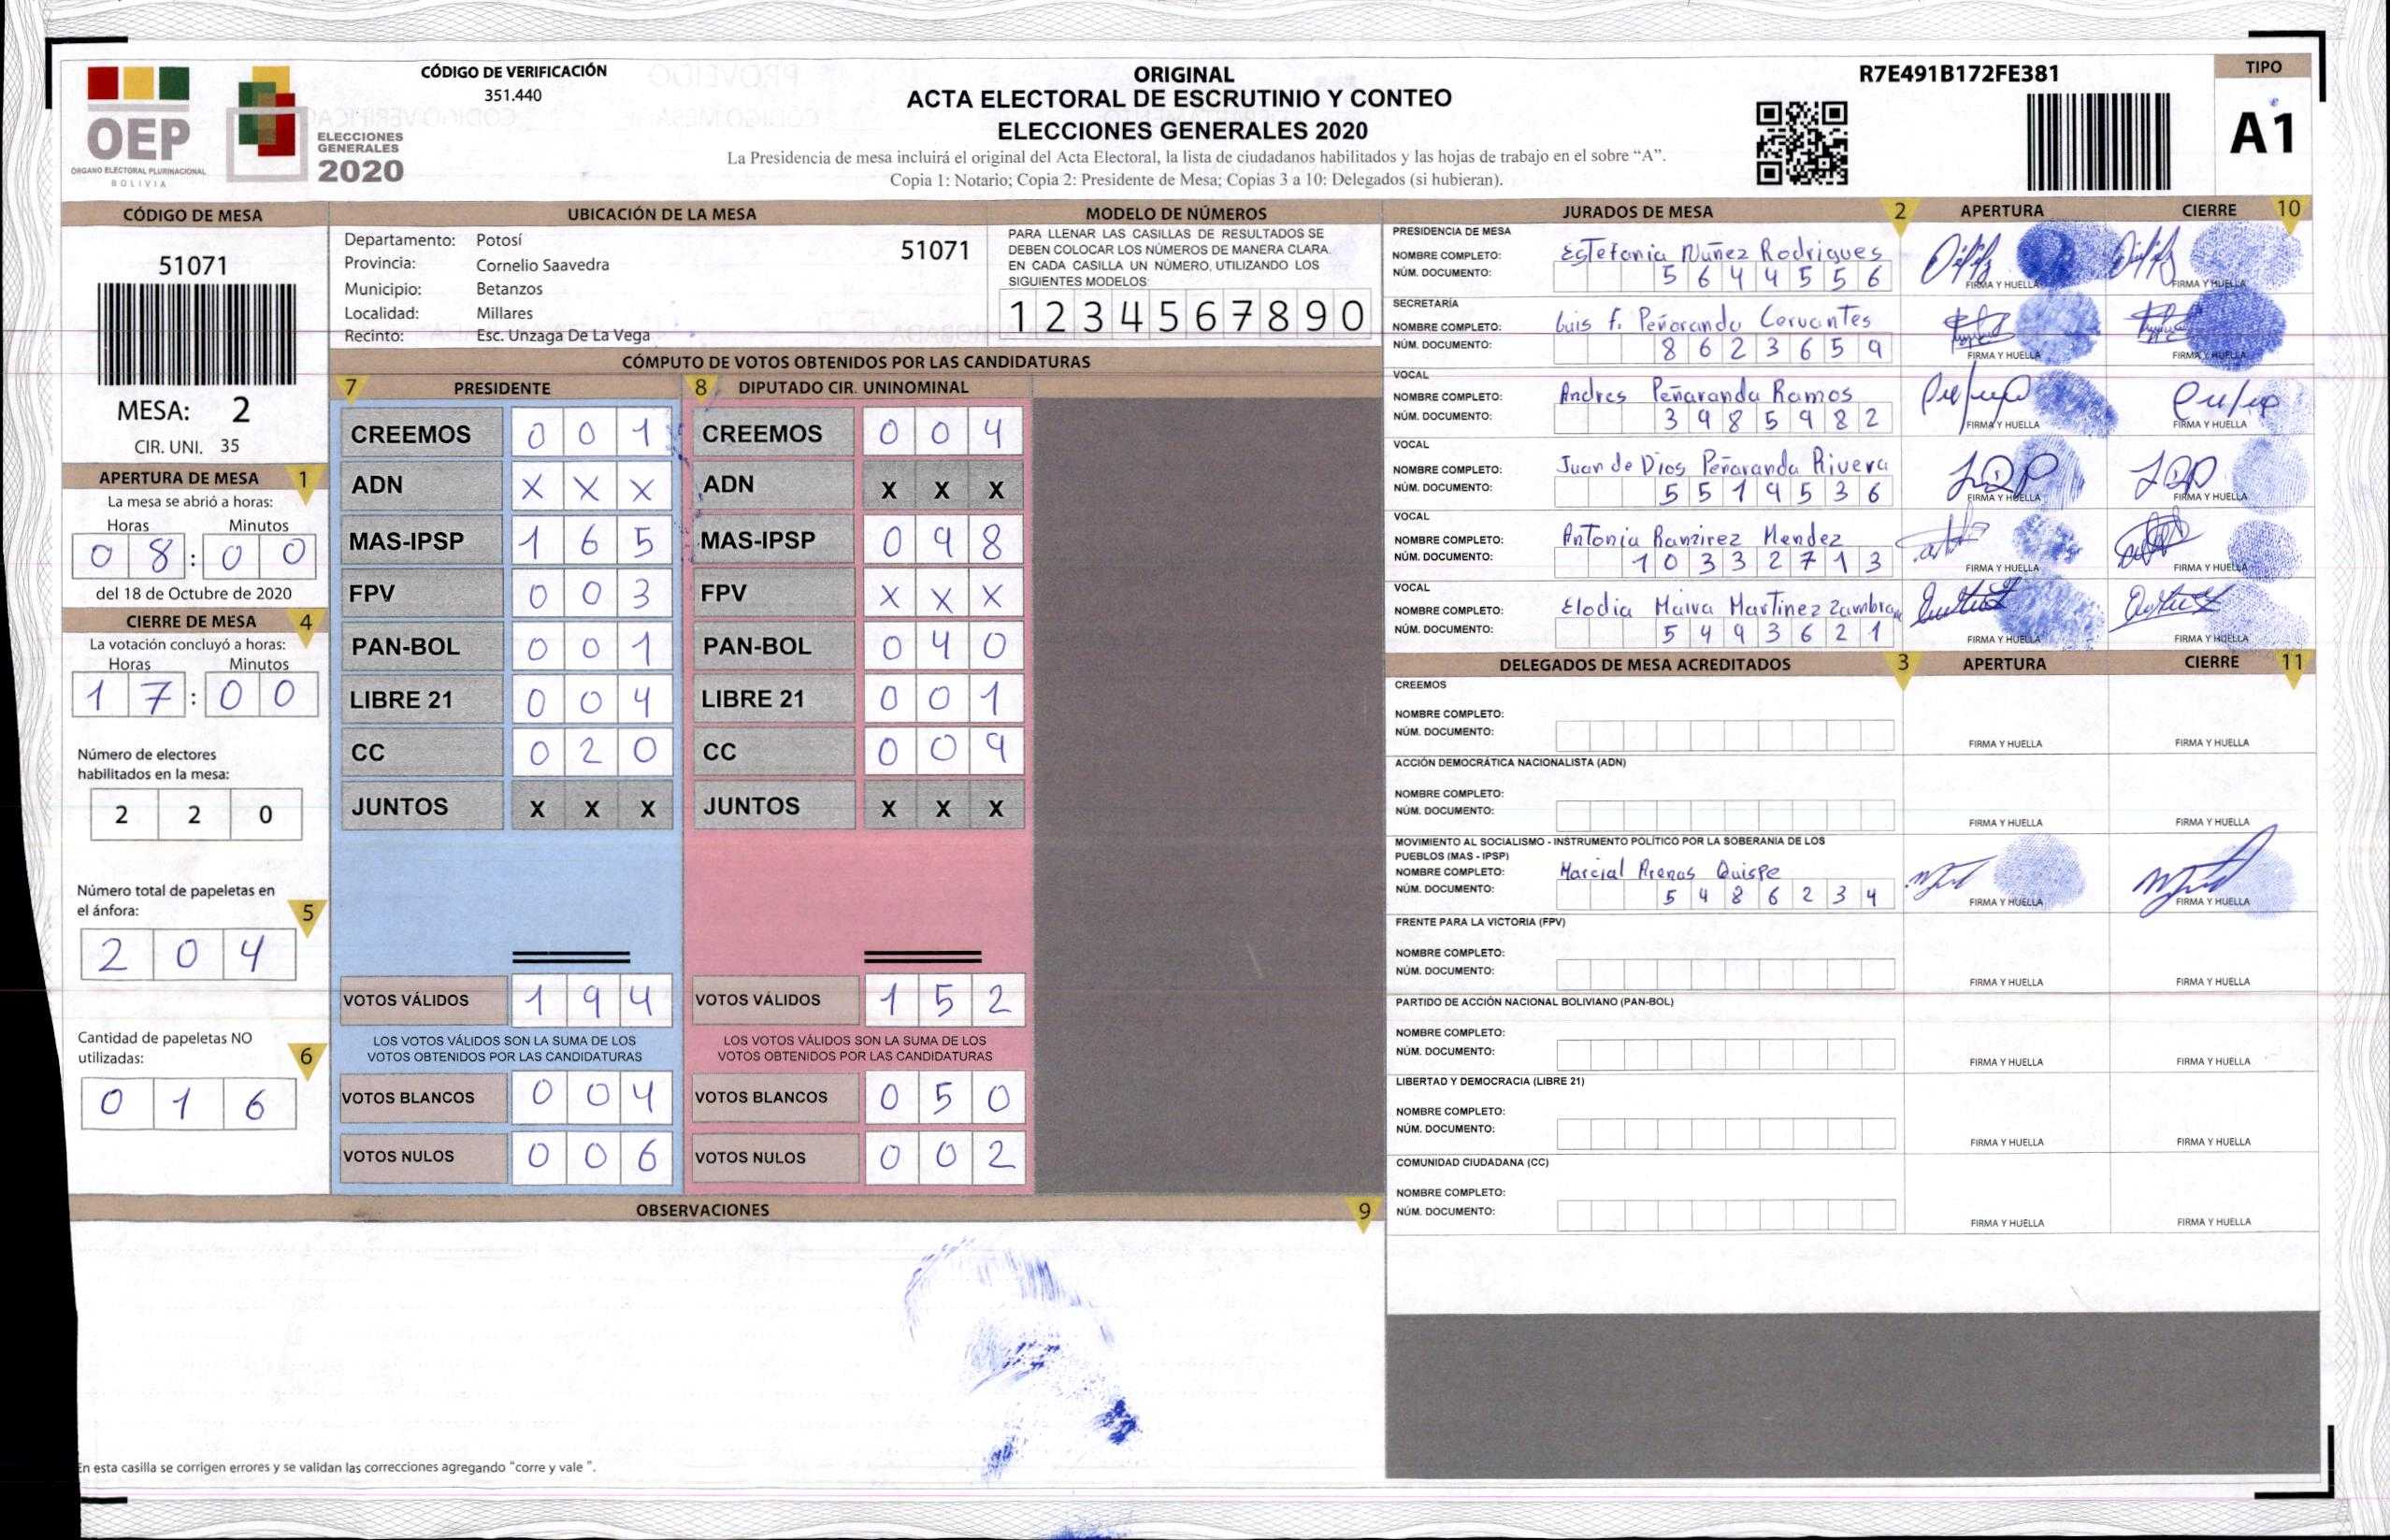 OEP
ÓRGANO ELECTORAL PLURINACIONAL
BOLIVIA
ELECCIONES
GENERALES
2020
CÓDIGO DE VERIFICACIÓN
351.440
ORIGINAL
ACTA ELECTORAL DE ESCRUTINIO Y CONTEO
ELECCIONES GENERALES 2020
La Presidencia de mesa incluirá el original del Acta Electoral, la lista de ciudadanos habilitados y las hojas de trabajo en el sobre “A”.
Copia 1: Notario; Copia 2: Presidente de Mesa; Copias 3 a 10: Delegados (si hubieran).
R7E491B172FE381
TIPO
A1
CÓDIGO DE MESA
51071
MESA: 2
CIR. UNI. 35
APERTURA DE MESA 1
La mesa se abrió a horas:
Horas Minutos
0 8 : 0 0
del 18 de Octubre de 2020
CIERRE DE MESA 4
La votación concluyó a horas:
Horas Minutos
1 7 : 0 0
Número de electores
habilitados en la mesa:
2 2 0
Número total de papeletas en
el ánfora: 5
2 0 4
Cantidad de papeletas NO
utilizadas: 6
0 1 6
UBICACIÓN DE LA MESA
Departamento: Potosí 51071
Provincia: Cornelio Saavedra
Municipio: Betanzos
Localidad: Millares
Recinto: Esc. Unzaga De La Vega
MODELO DE NÚMEROS
PARA LLENAR LAS CASILLAS DE RESULTADOS SE
DEBEN COLOCAR LOS NÚMEROS DE MANERA CLARA.
EN CADA CASILLA UN NÚMERO, UTILIZANDO LOS
SIGUIENTES MODELOS:
1 2 3 4 5 6 7 8 9 0
CÓMPUTO DE VOTOS OBTENIDOS POR LAS CANDIDATURAS
7 PRESIDENTE
CREEMOS 0 0 1
ADN X X X
MAS-IPSP 1 6 5
FPV 0 0 3
PAN-BOL 0 0 1
LIBRE 21 0 0 4
CC 0 2 0
JUNTOS X X X
VOTOS VÁLIDOS 1 9 4
LOS VOTOS VÁLIDOS SON LA SUMA DE LOS
VOTOS OBTENIDOS POR LAS CANDIDATURAS
VOTOS BLANCOS 0 0 4
VOTOS NULOS 0 0 6
8 DIPUTADO CIR. UNINOMINAL
CREEMOS 0 0 4
ADN X X X
MAS-IPSP 0 9 8
FPV X X X
PAN-BOL 0 4 0
LIBRE 21 0 0 1
CC 0 0 9
JUNTOS X X X
VOTOS VÁLIDOS 1 5 2
LOS VOTOS VÁLIDOS SON LA SUMA DE LOS
VOTOS OBTENIDOS POR LAS CANDIDATURAS
VOTOS BLANCOS 0 5 0
VOTOS NULOS 0 0 2
OBSERVACIONES 9
En esta casilla se corrigen errores y se validan las correcciones agregando “corre y vale ”.
JURADOS DE MESA 2 APERTURA CIERRE 10
PRESIDENCIA DE MESA
NOMBRE COMPLETO: Estefania Nuñez Rodrigues
NÚM. DOCUMENTO: 5 6 4 4 5 5 6
FIRMA Y HUELLA FIRMA Y HUELLA
SECRETARÍA
NOMBRE COMPLETO: Luis F. Peñaranda Cervantes
NÚM. DOCUMENTO: 8 6 2 3 6 5 9
FIRMA Y HUELLA FIRMA Y HUELLA
VOCAL
NOMBRE COMPLETO: Andres Peñaranda Ramos
NÚM. DOCUMENTO: 3 9 8 5 9 8 2
FIRMA Y HUELLA FIRMA Y HUELLA
VOCAL
NOMBRE COMPLETO: Juan de Dios Peñaranda Rivera
NÚM. DOCUMENTO: 5 5 1 9 5 3 6
FIRMA Y HUELLA FIRMA Y HUELLA
VOCAL
NOMBRE COMPLETO: Antonia Ramirez Mendez
NÚM. DOCUMENTO: 1 0 3 3 2 7 1 3
FIRMA Y HUELLA FIRMA Y HUELLA
VOCAL
NOMBRE COMPLETO: Elodia Maiva Martinez
NÚM. DOCUMENTO: 5 4 9 3 6 2 1
FIRMA Y HUELLA FIRMA Y HUELLA
DELEGADOS DE MESA ACREDITADOS 3 APERTURA CIERRE 11
CREEMOS
NOMBRE COMPLETO:
NÚM. DOCUMENTO:
FIRMA Y HUELLA FIRMA Y HUELLA
ACCIÓN DEMOCRÁTICA NACIONALISTA (ADN)
NOMBRE COMPLETO:
NÚM. DOCUMENTO:
FIRMA Y HUELLA FIRMA Y HUELLA
MOVIMIENTO AL SOCIALISMO - INSTRUMENTO POLÍTICO POR LA SOBERANIA DE LOS
PUEBLOS (MAS - IPSP)
NOMBRE COMPLETO: Marcial Arenas Quispe
NÚM. DOCUMENTO: 5 4 8 6 2 3 4
FIRMA Y HUELLA FIRMA Y HUELLA
FRENTE PARA LA VICTORIA (FPV)
NOMBRE COMPLETO:
NÚM. DOCUMENTO:
FIRMA Y HUELLA FIRMA Y HUELLA
PARTIDO DE ACCIÓN NACIONAL BOLIVIANO (PAN-BOL)
NOMBRE COMPLETO:
NÚM. DOCUMENTO:
FIRMA Y HUELLA FIRMA Y HUELLA
LIBERTAD Y DEMOCRACIA (LIBRE 21)
NOMBRE COMPLETO:
NÚM. DOCUMENTO:
FIRMA Y HUELLA FIRMA Y HUELLA
COMUNIDAD CIUDADANA (CC)
NOMBRE COMPLETO:
NÚM. DOCUMENTO:
FIRMA Y HUELLA FIRMA Y HUELLA